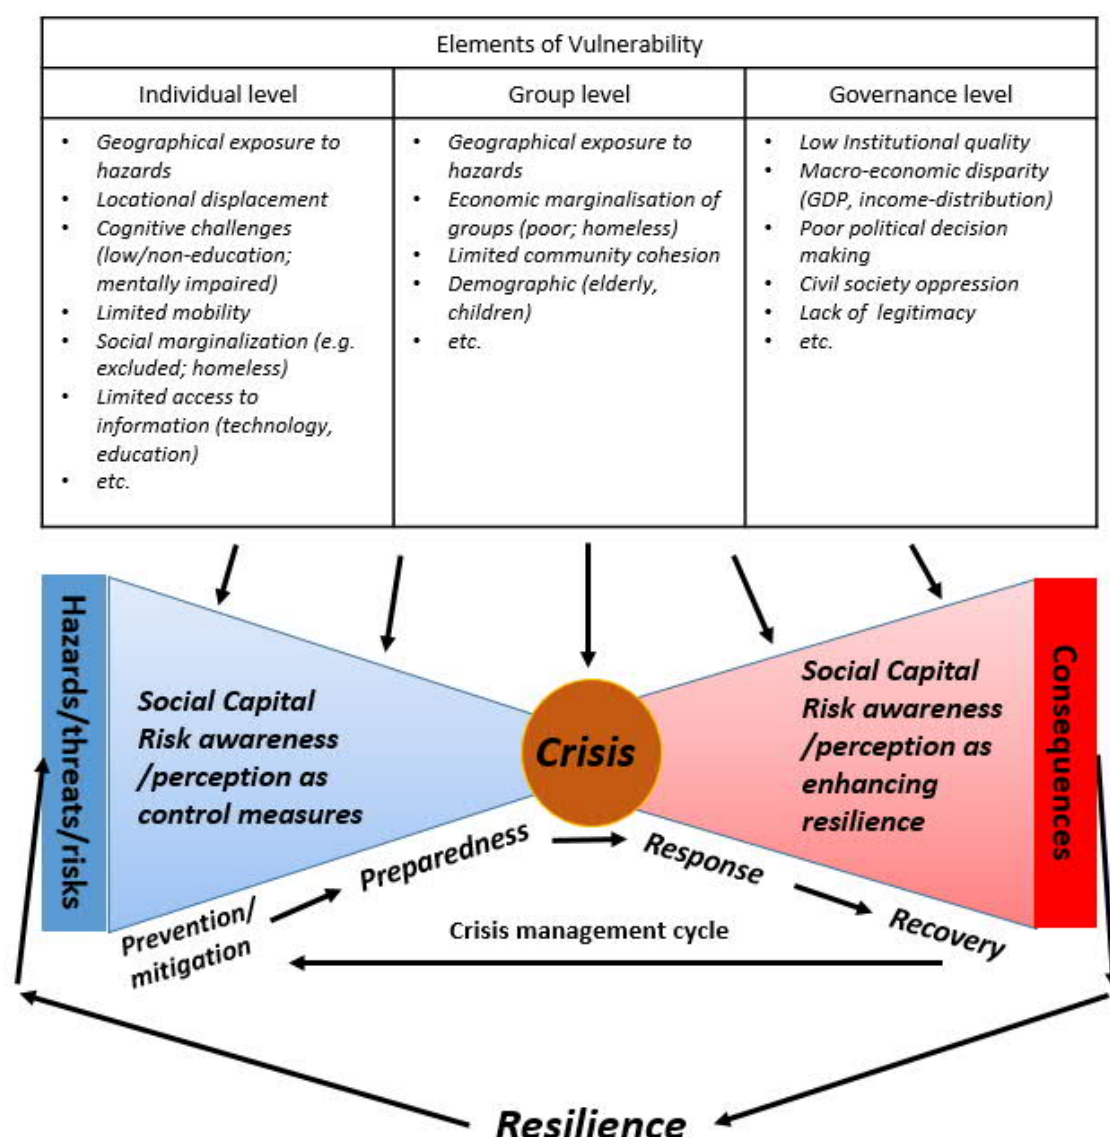 Elements of Vulnerability
Individual level
Group level
Governance level
• Geographical exposure to
hazards
• Locational displacement
• Cognitive challenges
(low/non-education;
mentally impaired)
• Limited mobility
• Social marginalization (e.g.
excluded; homeless)
• Limited access to
information (technology,
education)
• etc.
• Geographical exposure to
hazards
• Economic marginalisation of
groups (poor; homeless)
• Limited community cohesion
• Demographic (elderly,
children)
• etc.
• Low Institutional quality
• Macro-economic disparity
(GDP, income-distribution)
• Poor political decision
making
• Civil society oppression
• Lack of legitimacy
• etc.
Hazards/threats/risks
Social Capital
Risk awareness
/perception as
control measures
Crisis
Social Capital
Risk awareness
/perception as
enhancing
resilience
Consequences
Prevention/
mitigation
Preparedness
Response
Recovery
Crisis management cycle
Resilience